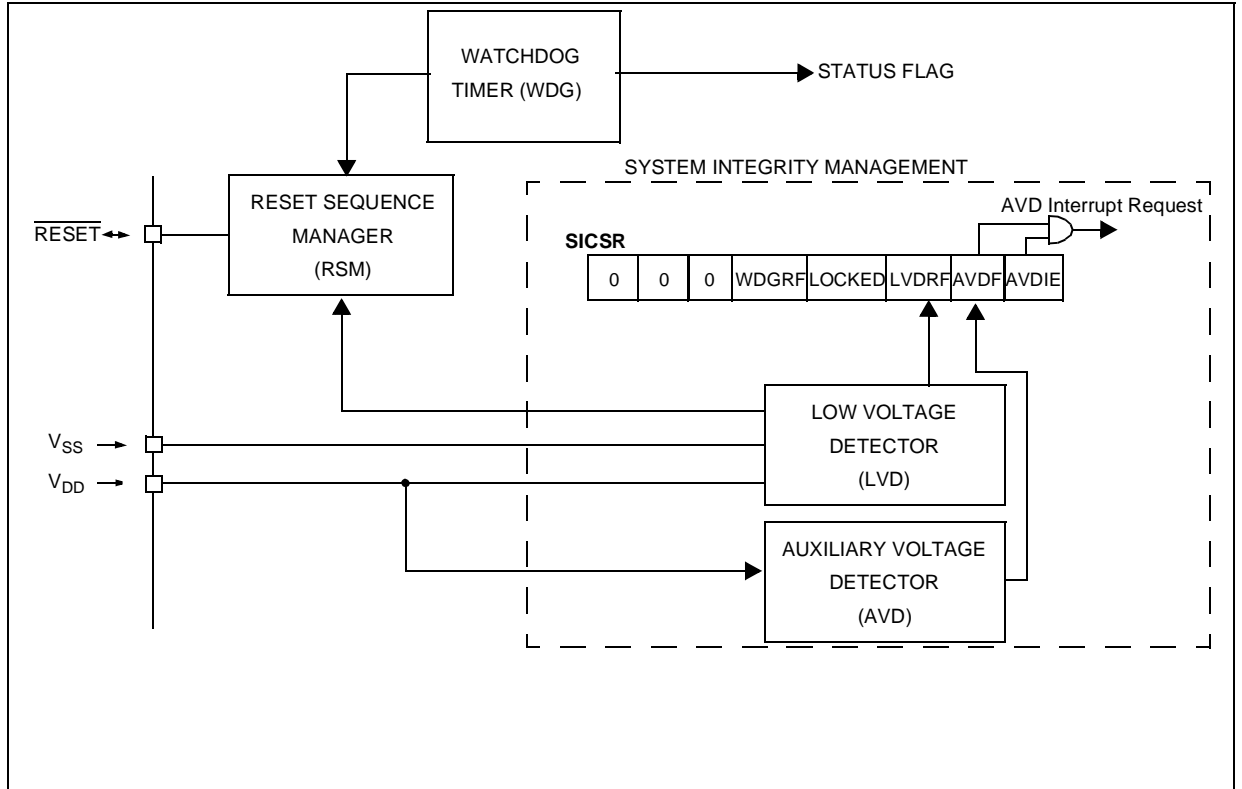 WATCHDOG
TIMER (WDG)
STATUS FLAG
SYSTEM INTEGRITY MANAGEMENT
RESET SEQUENCE
MANAGER
(RSM)
RESET
AVD Interrupt Request
SICSR
0 0 0 WDGRF LOCKED LVDRF AVDF AVDIE
LOW VOLTAGE
DETECTOR
(LVD)
VSS
VDD
AUXILIARY VOLTAGE
DETECTOR
(AVD)